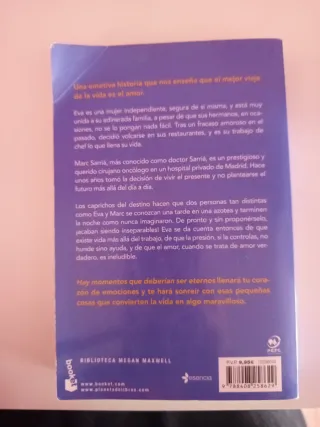 Una emotiva historia que nos enseña que el mejor viaje
de la vida es el amor.
Eva es una mujer independiente, segura de sí misma, y está muy
unida a su adinerada familia, a pesar de que sus hermanas, en oca-
siones, no se lo pongan nada fácil. Tras un fracaso amoroso en el
pasado, decidió volcarse en sus restaurantes, y es su trabajo de
chef lo que llena su vida.
Marc Sarriá, más conocido como doctor Sarriá, es un prestigioso y
querido cirujano oncólogo en un hospital privado de Madrid. Hace
unos años tomó la decisión de vivir el presente y no plantearse el
futuro más allá del día a día.
Los caprichos del destino hacen que dos personas tan distintas
como Eva y Marc se conozcan una tarde en una azotea y terminen
la noche como nunca imaginaron. De pronto y sin proponérselo,
¡acaban siendo inseparables! Eva se da cuenta entonces de que
existe vida más allá del trabajo, de que la presión, si la controlas, no
hunde sino ayuda, y de que el amor, cuando se trata de amor ver-
dadero, es ineludible.
Hay momentos que deberían ser eternos llenará tu cora-
zón de emociones y te hará sonreír con esas pequeñas
cosas que convierten la vida en algo maravilloso.
BIBLIOTECA MEGAN MAXWELL
booket
www.booket.com
www.planetadelibros.com
PVP
9 788408 258629